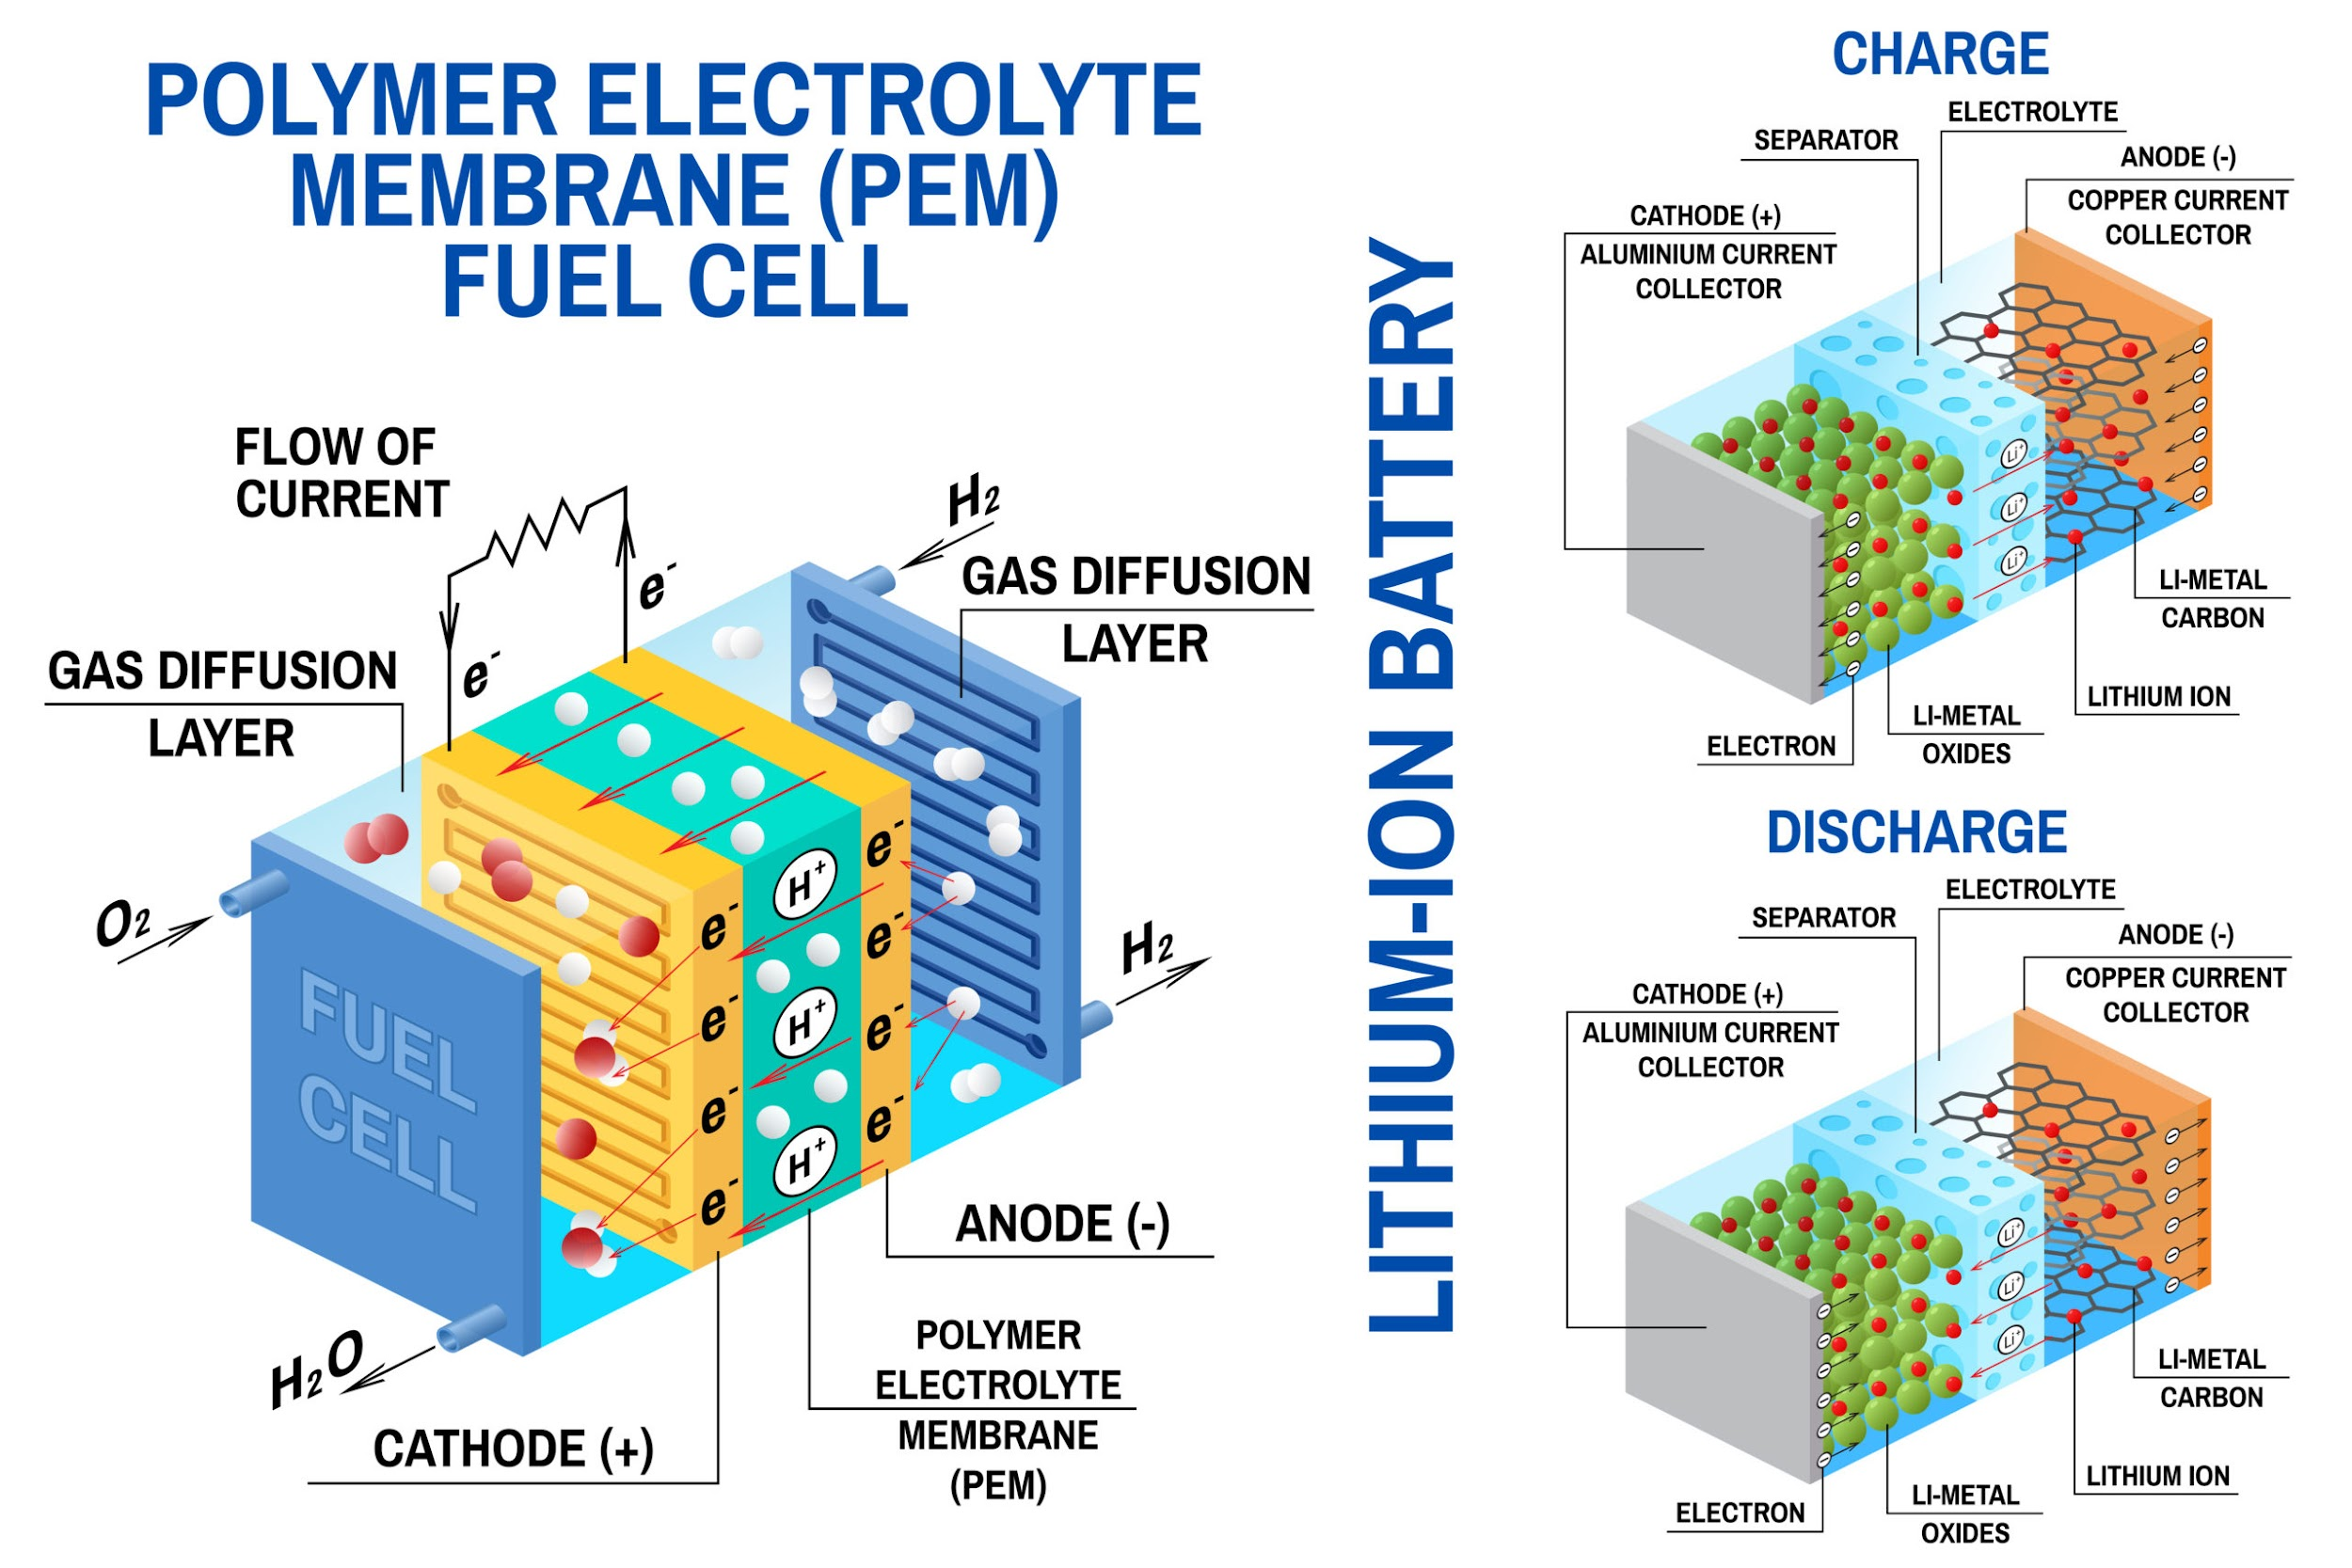 POLYMER ELECTROLYTE
MEMBRANE (PEM)
FUEL CELL
FLOW OF
CURRENT
e-
e-
H2
GAS DIFFUSION
LAYER
GAS DIFFUSION
LAYER
O2
H2
FUEL
CELL
e-
e-
e-
e-
H+
H+
H+
e-
e-
e-
e-
H2O
ANODE (-)
POLYMER
ELECTROLYTE
MEMBRANE
(PEM)
CATHODE (+)
LITHIUM-ION BATTERY
CHARGE
ELECTROLYTE
SEPARATOR
ANODE (-)
COPPER CURRENT
COLLECTOR
CATHODE (+)
ALUMINIUM CURRENT
COLLECTOR
Li+
Li+
Li+
LI-METAL
CARBON
LITHIUM ION
LI-METAL
OXIDES
ELECTRON
DISCHARGE
ELECTROLYTE
SEPARATOR
ANODE (-)
COPPER CURRENT
COLLECTOR
CATHODE (+)
ALUMINIUM CURRENT
COLLECTOR
Li+
Li+
Li+
LI-METAL
CARBON
LITHIUM ION
LI-METAL
OXIDES
ELECTRON